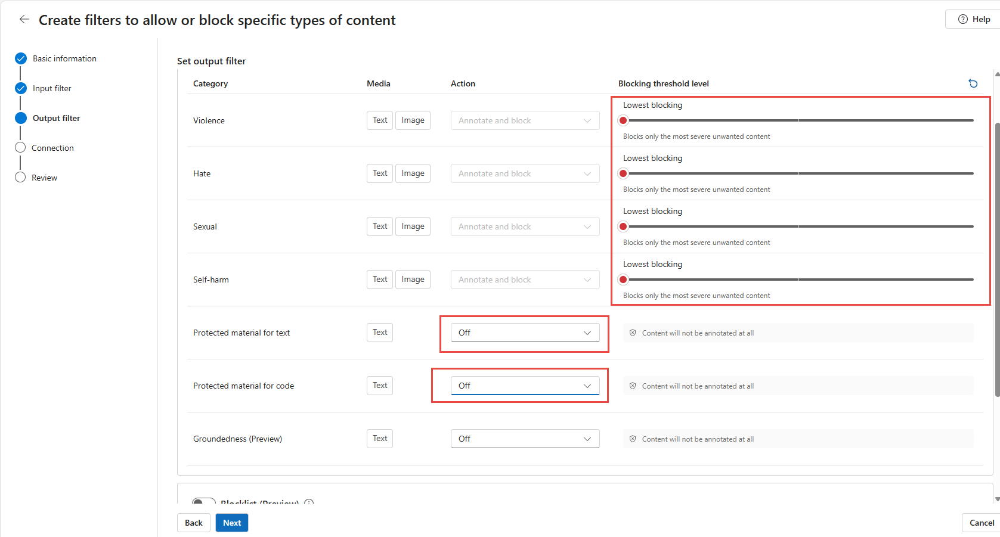 Create filters to allow or block specific types of content
Help
Basic information
Input filter
Output filter
Connection
Review
Set output filter
Category Media Action Blocking threshold level
Violence Text Image Annotate and block Lowest blocking
Blocks only the most severe unwanted content
Hate Text Image Annotate and block Lowest blocking
Blocks only the most severe unwanted content
Sexual Text Image Annotate and block Lowest blocking
Blocks only the most severe unwanted content
Self-harm Text Image Annotate and block Lowest blocking
Blocks only the most severe unwanted content
Protected material for text Text Off Content will not be annotated at all
Protected material for code Text Off Content will not be annotated at all
Groundedness (Preview) Text Off Content will not be annotated at all
Blocklist (Preview)
Back Next Cancel